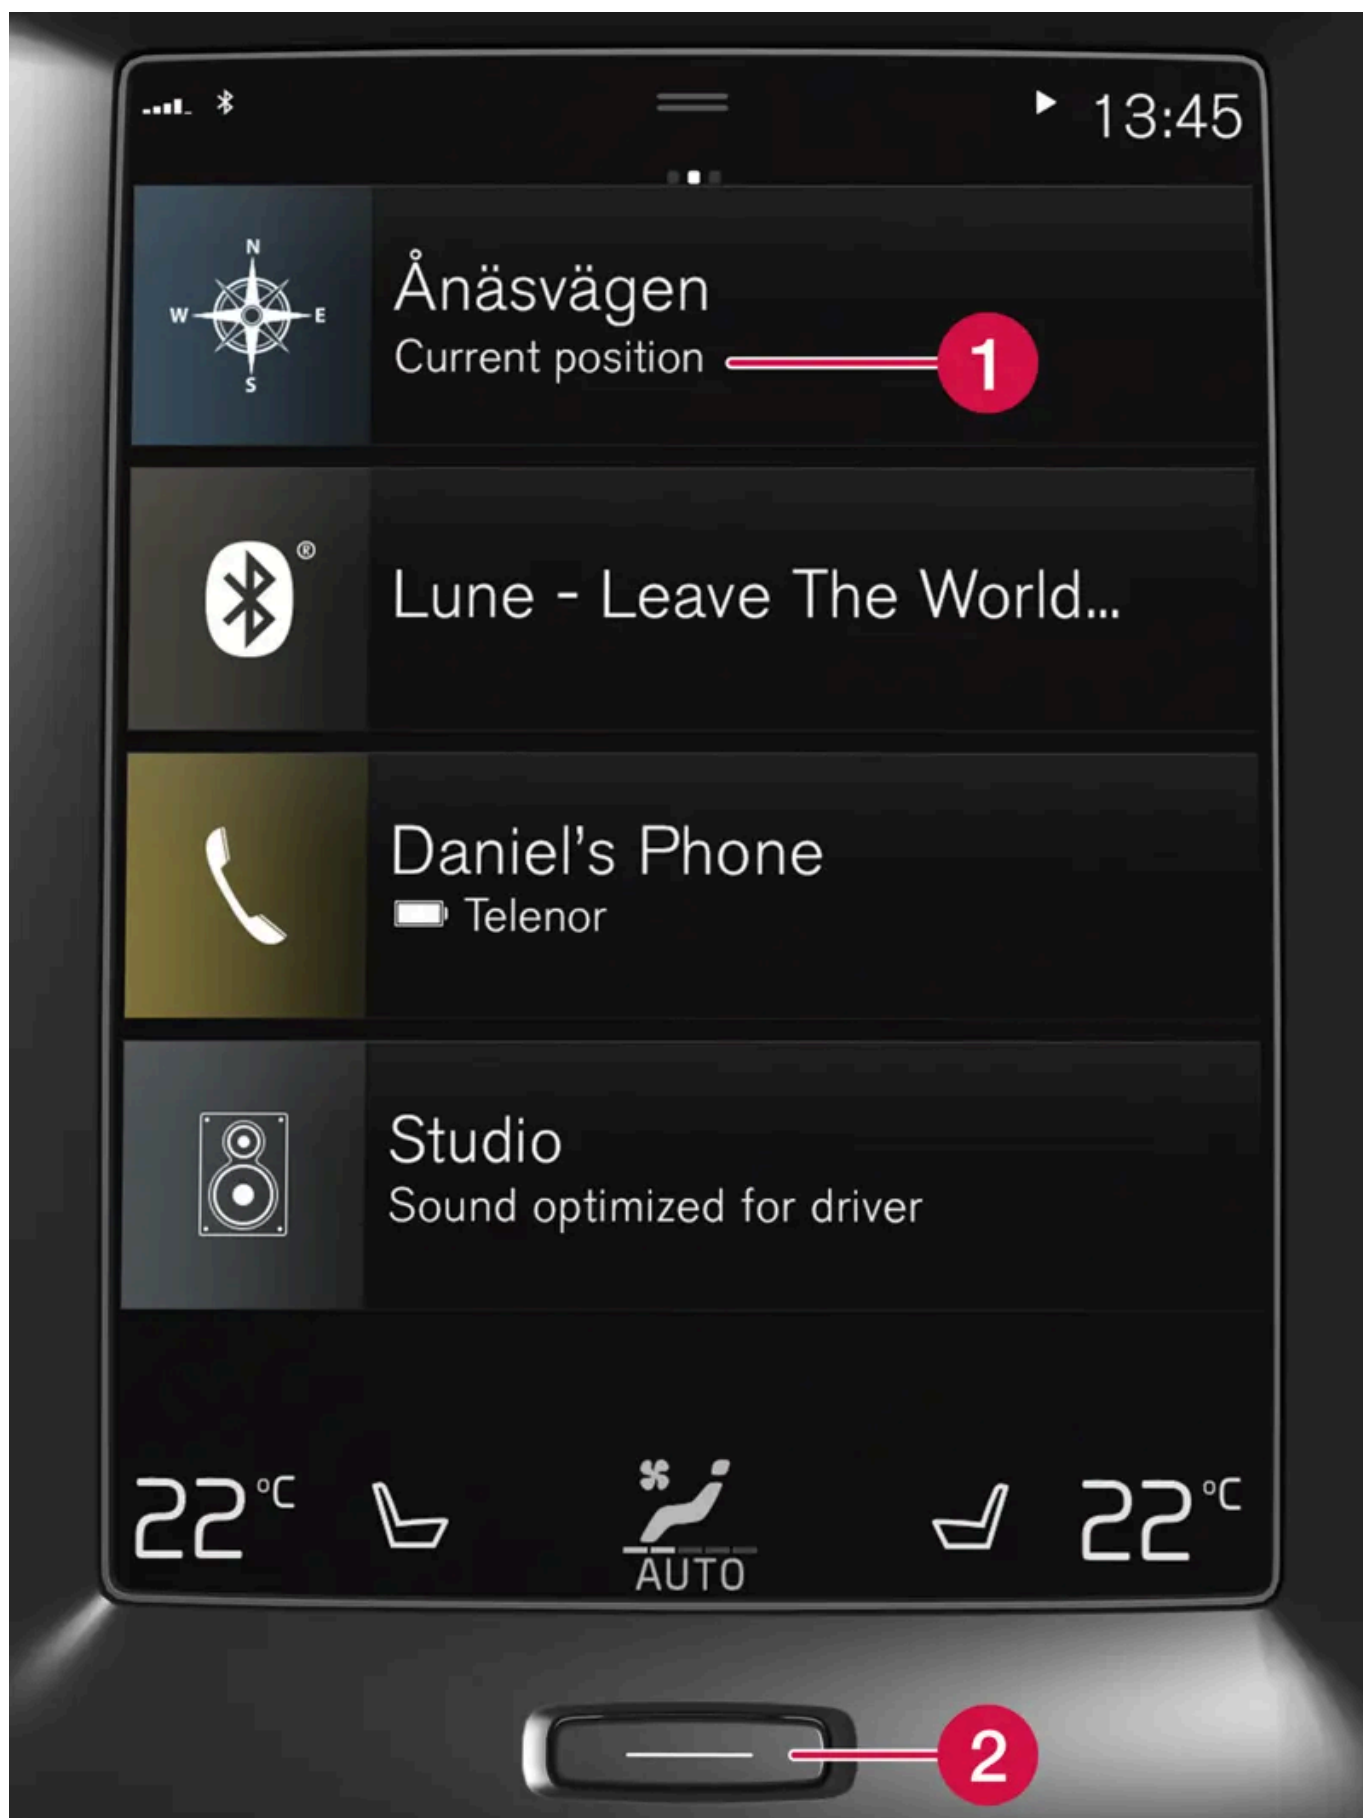 13:45
N
W E
S
Ånäsvägen
Current position
1
®
Lune - Leave The World...
Daniel's Phone
Telenor
Studio
Sound optimized for driver
22°C
22°C
AUTO
2